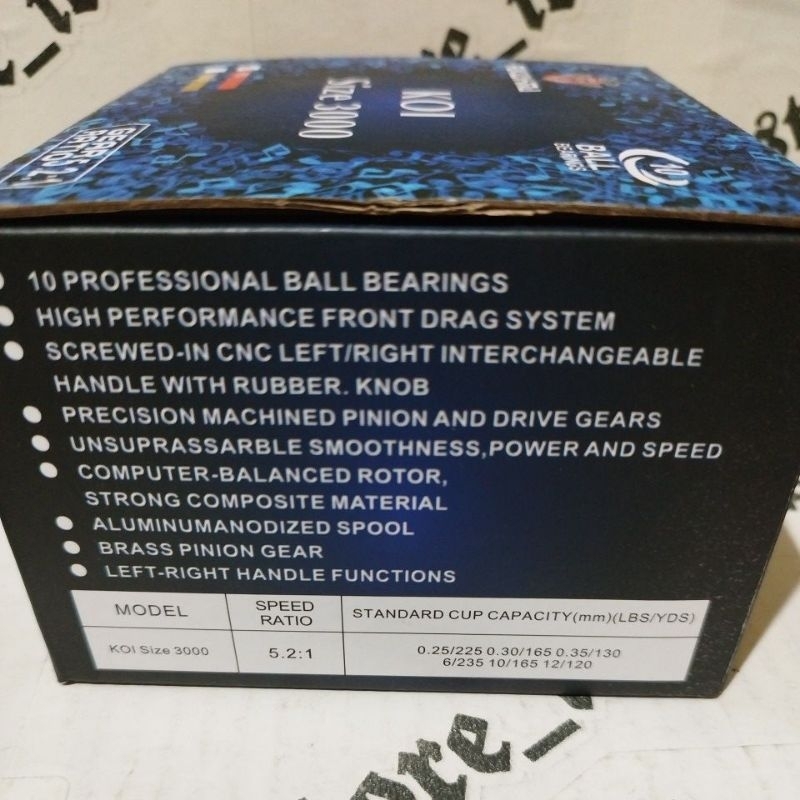 KOI
Size 3000
10
BALL
BEARINGS
GEAR
RATIO
10 PROFESSIONAL BALL BEARINGS
HIGH PERFORMANCE FRONT DRAG SYSTEM
SCREWED-IN CNC LEFT/RIGHT INTERCHANGEABLE
HANDLE WITH RUBBER. KNOB
PRECISION MACHINED PINION AND DRIVE GEARS
UNSUPRASSARBLE SMOOTHNESS,POWER AND SPEED
COMPUTER-BALANCED ROTOR,
STRONG COMPOSITE MATERIAL
ALUMINUMANODIZED SPOOL
BRASS PINION GEAR
LEFT-RIGHT HANDLE FUNCTIONS
MODEL SPEED RATIO STANDARD CUP CAPACITY(mm)(LBS/YDS)
KOI Size 3000 5.2:1 0.25/225 0.30/165 0.35/130
6/235 10/165 12/120